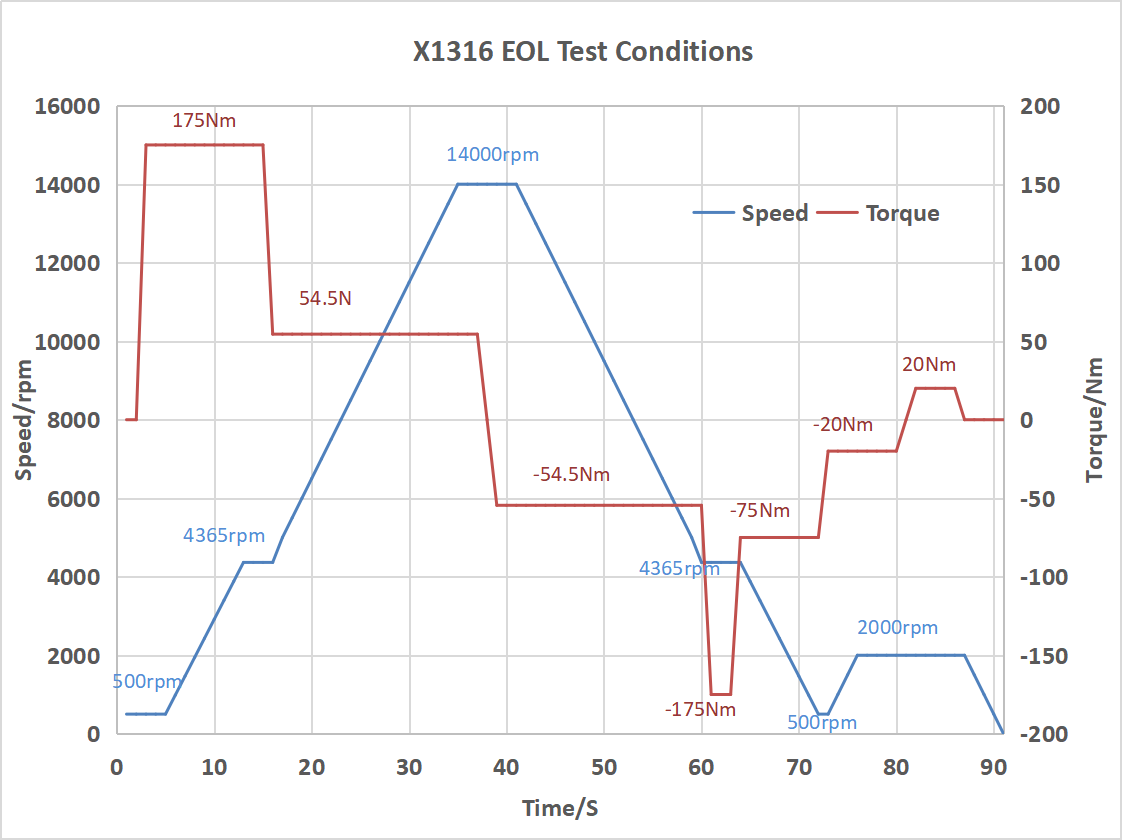 X1316 EOL Test Conditions
16000
14000
12000
10000
8000
6000
4000
2000
0
Speed/rpm
200
150
100
50
0
-50
-100
-150
-200
Torque/Nm
175Nm
14000rpm
Speed
Torque
54.5N
20Nm
-20Nm
-54.5Nm
-75Nm
4365rpm
4365rpm
2000rpm
500rpm
-175Nm
500rpm
0
10
20
30
40
50
60
70
80
90
Time/S